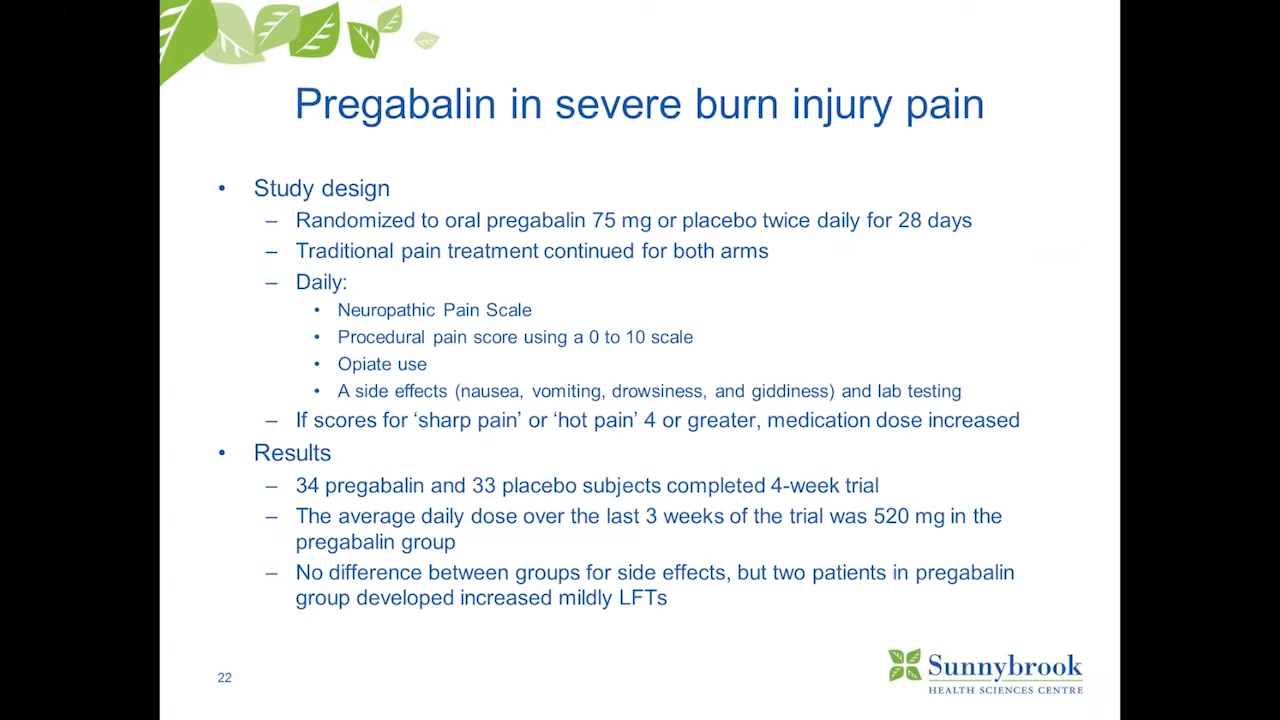 Pregabalin in severe burn injury pain
• Study design
– Randomized to oral pregabalin 75 mg or placebo twice daily for 28 days
– Traditional pain treatment continued for both arms
– Daily:
• Neuropathic Pain Scale
• Procedural pain score using a 0 to 10 scale
• Opiate use
• A side effects (nausea, vomiting, drowsiness, and giddiness) and lab testing
– If scores for ‘sharp pain’ or ‘hot pain’ 4 or greater, medication dose increased
• Results
– 34 pregabalin and 33 placebo subjects completed 4-week trial
– The average daily dose over the last 3 weeks of the trial was 520 mg in the
pregabalin group
– No difference between groups for side effects, but two patients in pregabalin
group developed increased mildly LFTs
22
Sunnybrook
HEALTH SCIENCES CENTRE